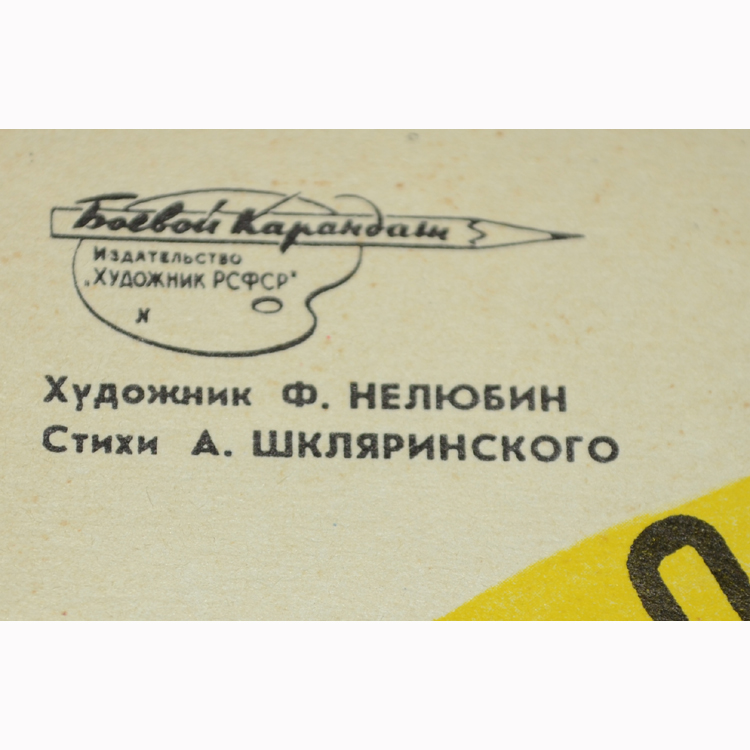 Боевой Карандаш
Издательство
„ХУДОЖНИК РСФСР"
Художник Ф. НЕЛЮБИН
Стихи А. ШКЛЯРИНСКОГО